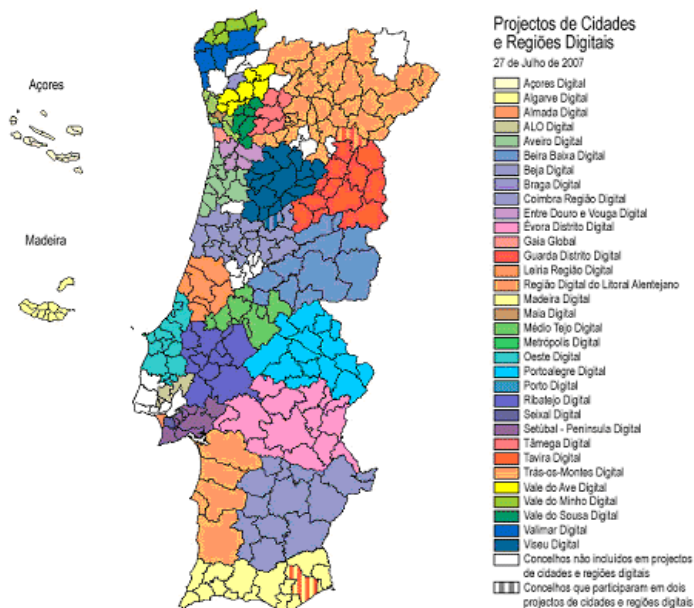 Projectos de Cidades
e Regiões Digitais
27 de Julho de 2007
Açores
Madeira
Açores Digital
Algarve Digital
Almada Digital
ALO Digital
Aveiro Digital
Beira Baixa Digital
Beja Digital
Braga Digital
Coimbra Região Digital
Entre Douro e Vouga Digital
Évora Distrito Digital
Gaia Global
Guarda Distrito Digital
Leiria Região Digital
Região Digital do Litoral Alentejano
Madeira Digital
Maia Digital
Médio Tejo Digital
Metrópolis Digital
Oeste Digital
Portoalegre Digital
Porto Digital
Ribatejo Digital
Seixal Digital
Setúbal - Península Digital
Tâmega Digital
Tavira Digital
Trás-os-Montes Digital
Vale do Ave Digital
Vale do Minho Digital
Vale do Sousa Digital
Valimar Digital
Viseu Digital
Concelhos não incluídos em projectos
de cidades e regiões digitais
Concelhos que participaram em dois
projectos de cidades e regiões digitais